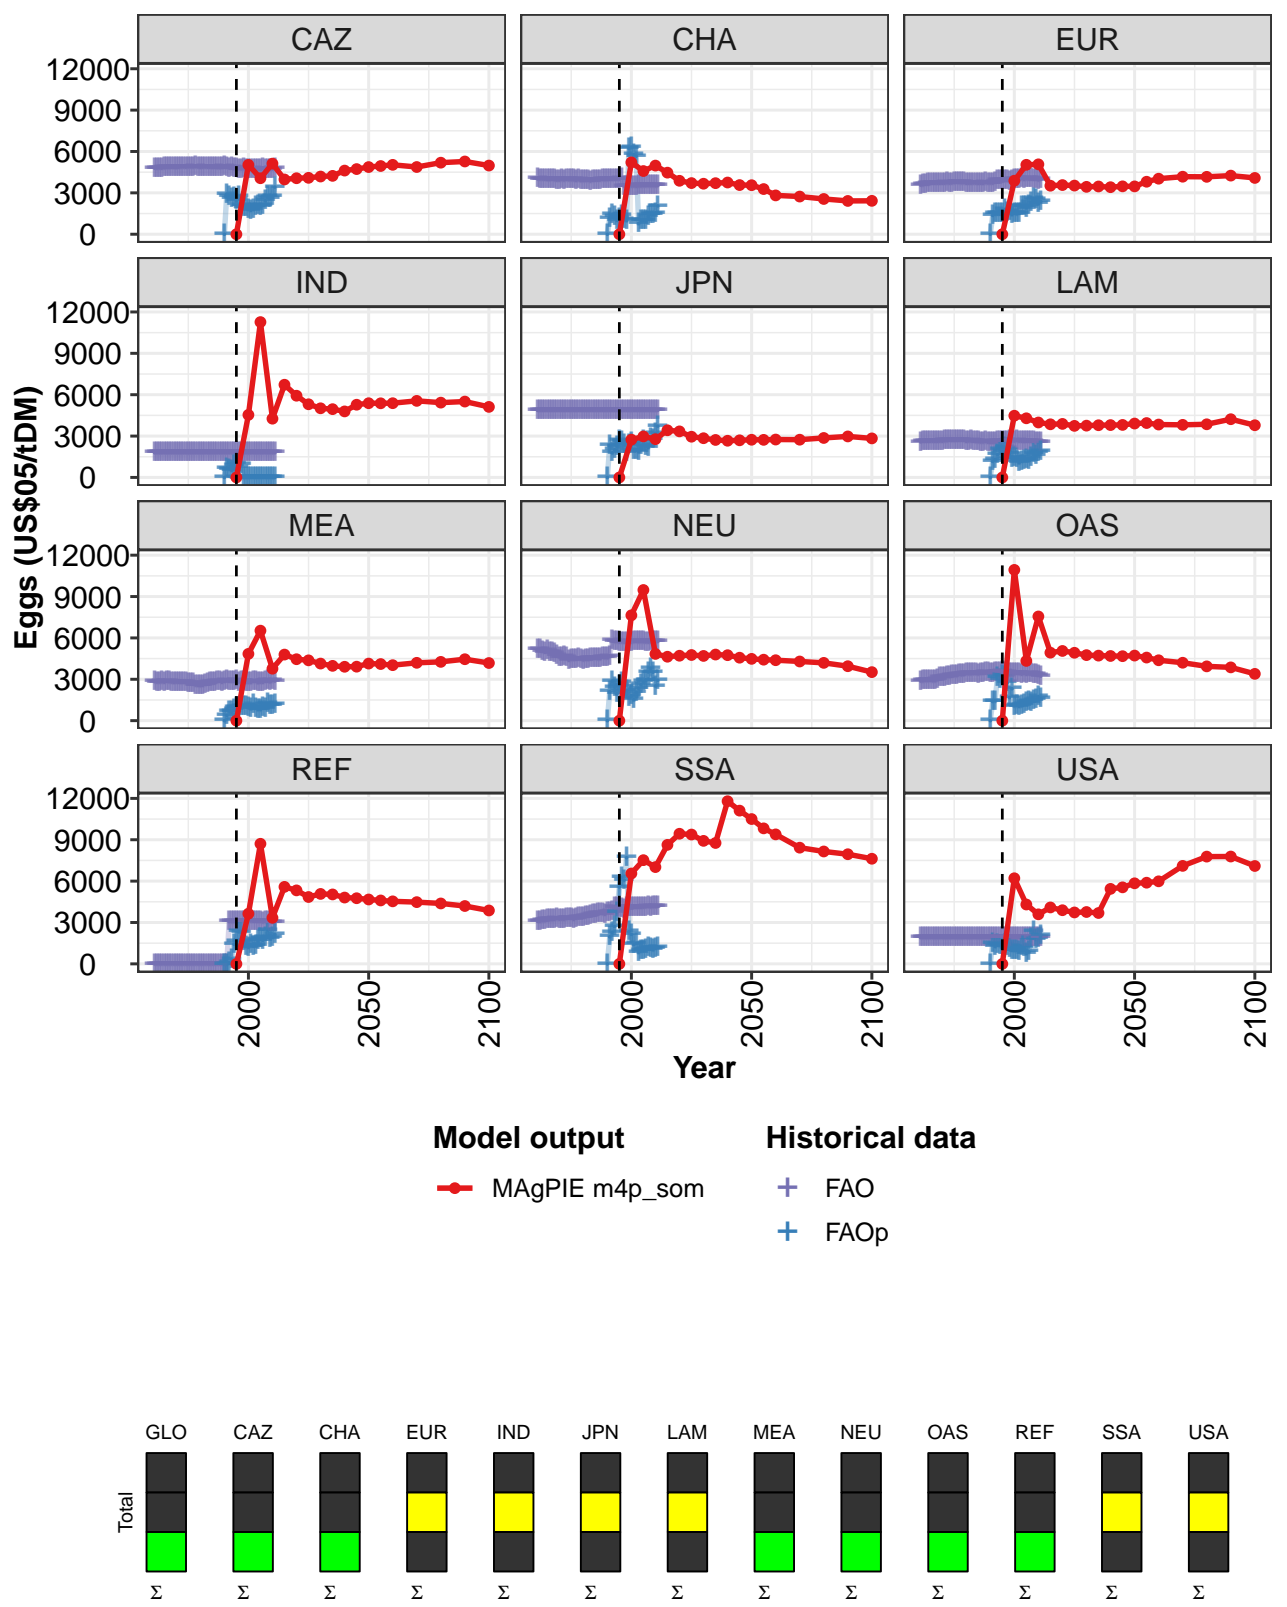 CAZ CHA EUR
12000
9000
6000
3000
0
IND JPN LAM
12000
9000
6000
3000
0
Eggs (US$05/tDM)
MEA NEU OAS
12000
9000
6000
3000
0
REF SSA USA
12000
9000
6000
3000
0
2000 2050 2100 2000 2050 2100 2000 2050 2100
Year
Model output Historical data
MAgPIE m4p_som FAO
FAOp
GLO CAZ CHA EUR IND JPN LAM MEA NEU OAS REF SSA USA
Total
Σ Σ Σ Σ Σ Σ Σ Σ Σ Σ Σ Σ Σ